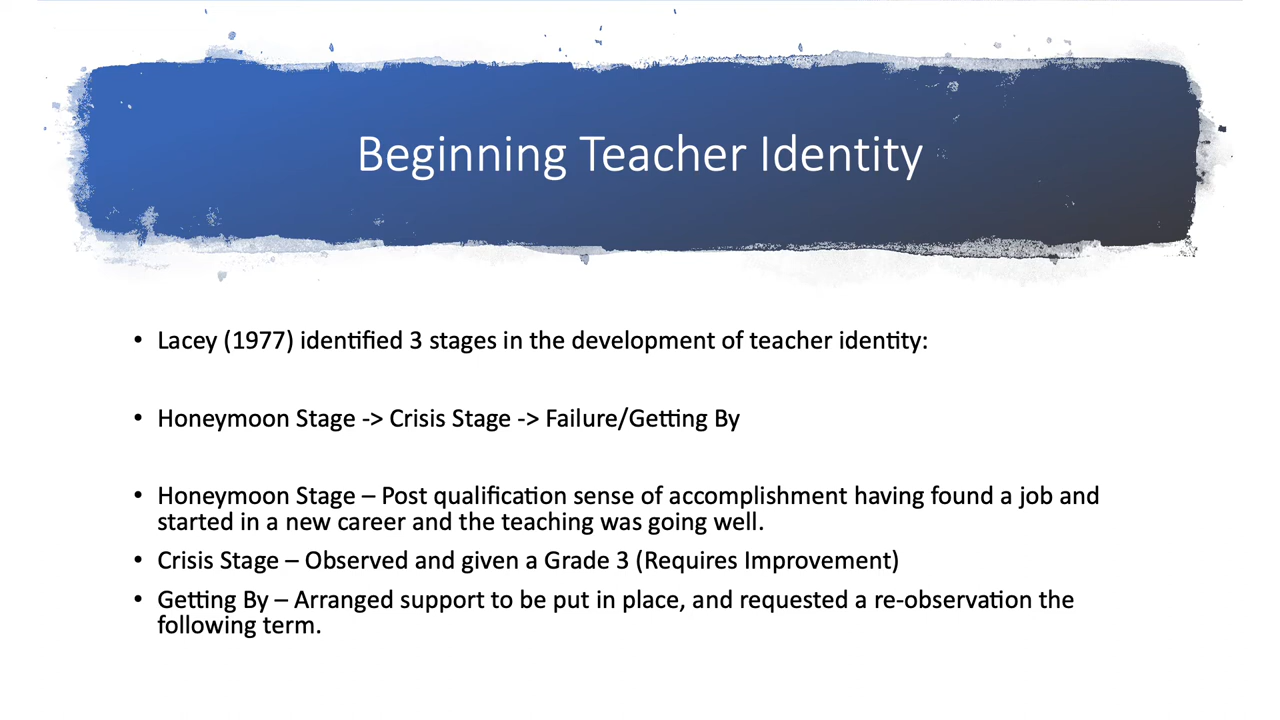 Beginning Teacher Identity
• Lacey (1977) identified 3 stages in the development of teacher identity:
• Honeymoon Stage -> Crisis Stage -> Failure/Getting By
• Honeymoon Stage – Post qualification sense of accomplishment having found a job and
started in a new career and the teaching was going well.
• Crisis Stage – Observed and given a Grade 3 (Requires Improvement)
• Getting By – Arranged support to be put in place, and requested a re-observation the
following term.